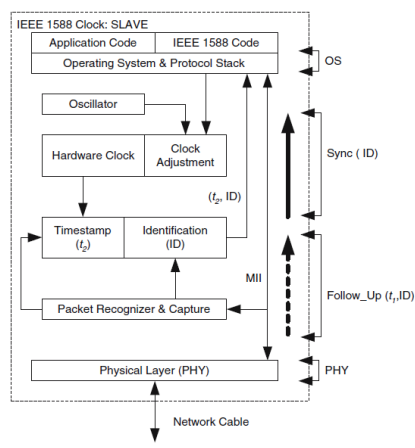 IEEE 1588 Clock: SLAVE
Application Code
IEEE 1588 Code
Operating System & Protocol Stack
OS
Oscillator
Hardware Clock
Clock
Adjustment
Sync ( ID)
(t2, ID)
Timestamp
(t2)
Identification
(ID)
MII
Follow_Up (t1,ID)
Packet Recognizer & Capture
Physical Layer (PHY)
PHY
Network Cable